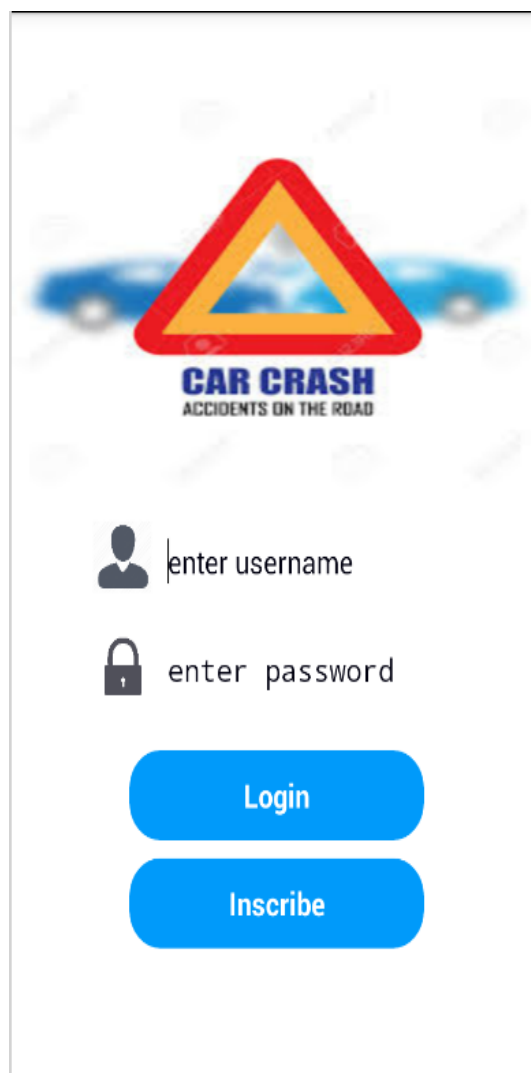 CAR CRASH
ACCIDENTS ON THE ROAD
enter username
enter password
Login
Inscribe